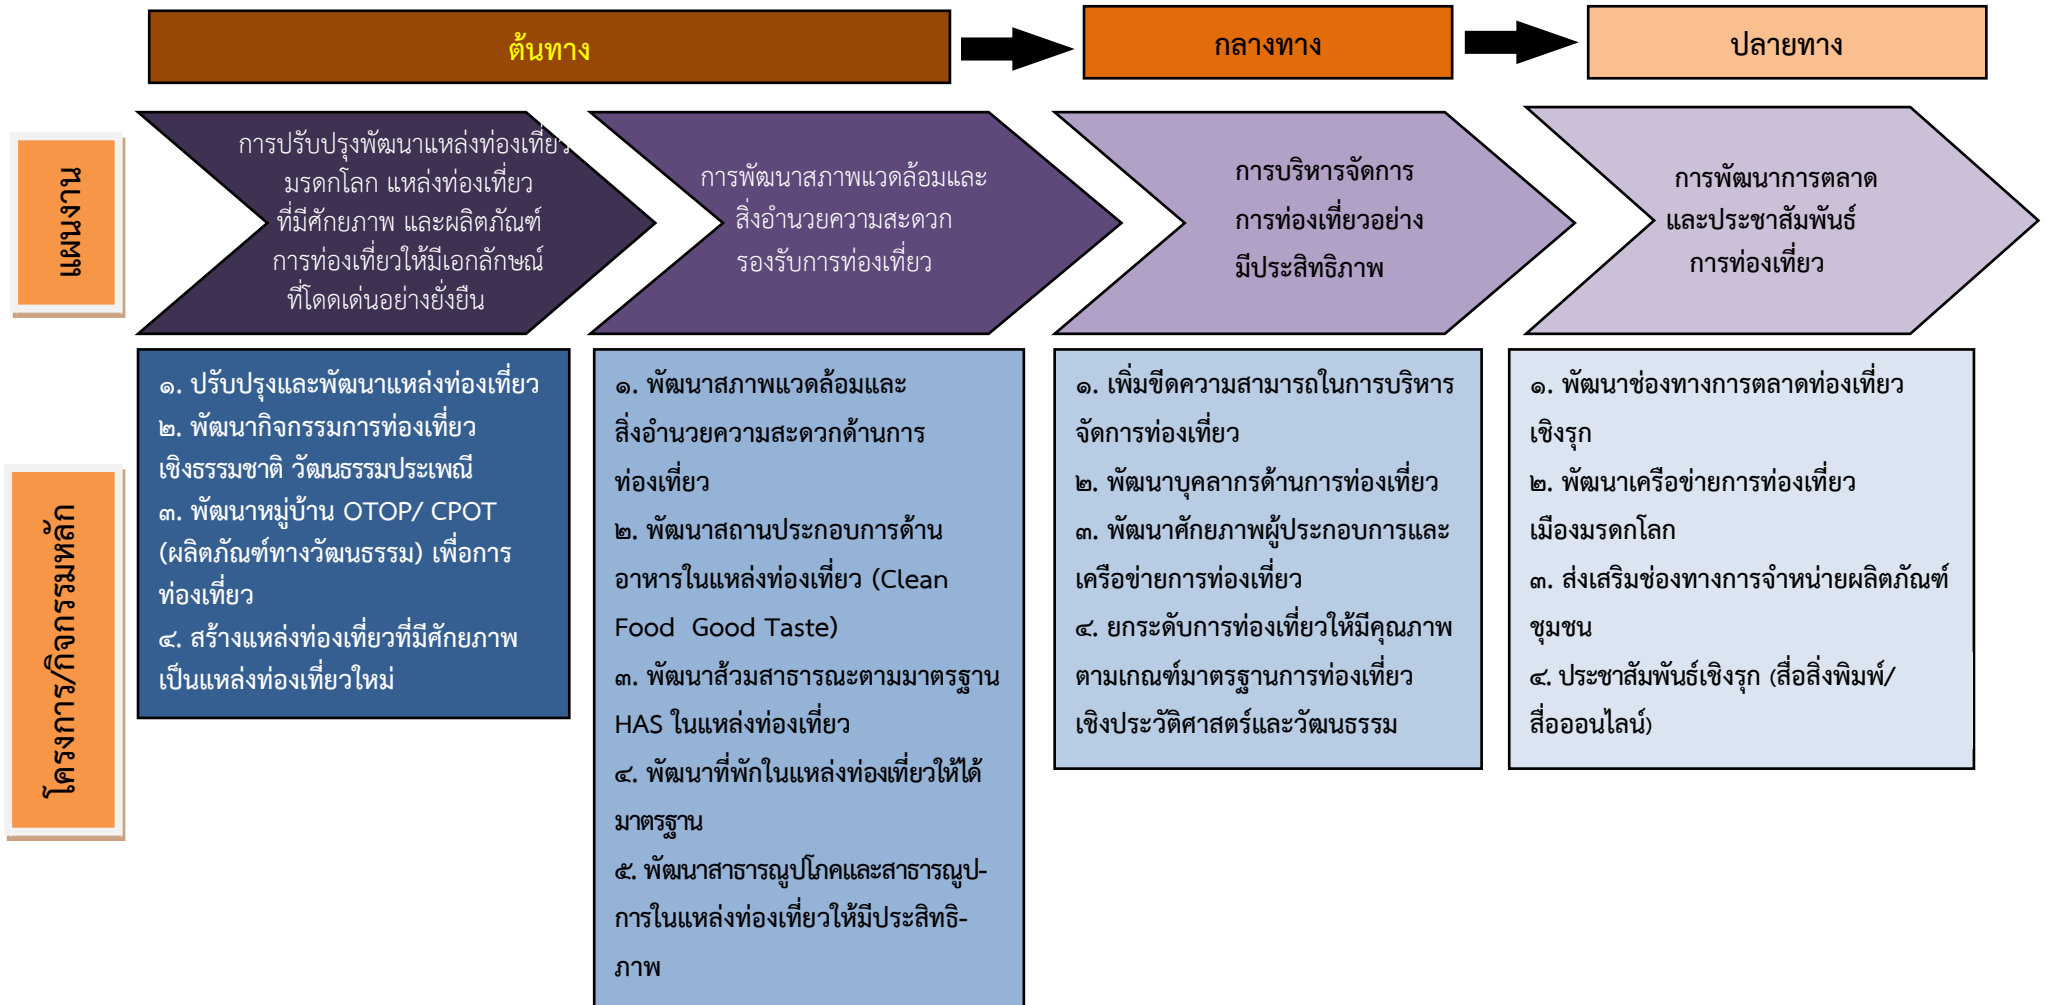 ต้นทาง
กลางทาง
ปลายทาง
แผนงาน
การปรับปรุงพัฒนาแหล่งท่องเที่ยว
มรดกโลก แหล่งท่องเที่ยว
ที่มีศักยภาพ และผลิตภัณฑ์
การท่องเที่ยวให้มีเอกลักษณ์
ที่โดดเด่นอย่างยั่งยืน
การพัฒนาสภาพแวดล้อมและ
สิ่งอำนวยความสะดวก
รองรับการท่องเที่ยว
การบริหารจัดการ
การท่องเที่ยวอย่าง
มีประสิทธิภาพ
การพัฒนาการตลาด
และประชาสัมพันธ์
การท่องเที่ยว
โครงการ/กิจกรรมหลัก
๑. ปรับปรุงและพัฒนาแหล่งท่องเที่ยว
๒. พัฒนากิจกรรมการท่องเที่ยว
เชิงธรรมชาติ วัฒนธรรมประเพณี
๓. พัฒนาหมู่บ้าน OTOP/ CPOT
(ผลิตภัณฑ์ทางวัฒนธรรม) เพื่อการ
ท่องเที่ยว
๔. สร้างแหล่งท่องเที่ยวที่มีศักยภาพ
เป็นแหล่งท่องเที่ยวใหม่
๑. พัฒนาสภาพแวดล้อมและ
สิ่งอำนวยความสะดวกด้านการ
ท่องเที่ยว
๒. พัฒนาสถานประกอบการด้าน
อาหารในแหล่งท่องเที่ยว (Clean
Food  Good Taste)
๓. พัฒนาส้วมสาธารณะตามมาตรฐาน
HAS ในแหล่งท่องเที่ยว
๔. พัฒนาที่พักในแหล่งท่องเที่ยวให้ได้
มาตรฐาน
๕. พัฒนาสาธารณูปโภคและสาธารณูป-
การในแหล่งท่องเที่ยวให้มีประสิทธิ-
ภาพ
๑. เพิ่มขีดความสามารถในการบริหาร
จัดการท่องเที่ยว
๒. พัฒนาบุคลากรด้านการท่องเที่ยว
๓. พัฒนาศักยภาพผู้ประกอบการและ
เครือข่ายการท่องเที่ยว
๔. ยกระดับการท่องเที่ยวให้มีคุณภาพ
ตามเกณฑ์มาตรฐานการท่องเที่ยว
เชิงประวัติศาสตร์และวัฒนธรรม
๑. พัฒนาช่องทางการตลาดท่องเที่ยว
เชิงรุก
๒. พัฒนาเครือข่ายการท่องเที่ยว
เมืองมรดกโลก
๓. ส่งเสริมช่องทางการจำหน่ายผลิตภัณฑ์
ชุมชน
๔. ประชาสัมพันธ์เชิงรุก (สื่อสิ่งพิมพ์/
สื่อออนไลน์)